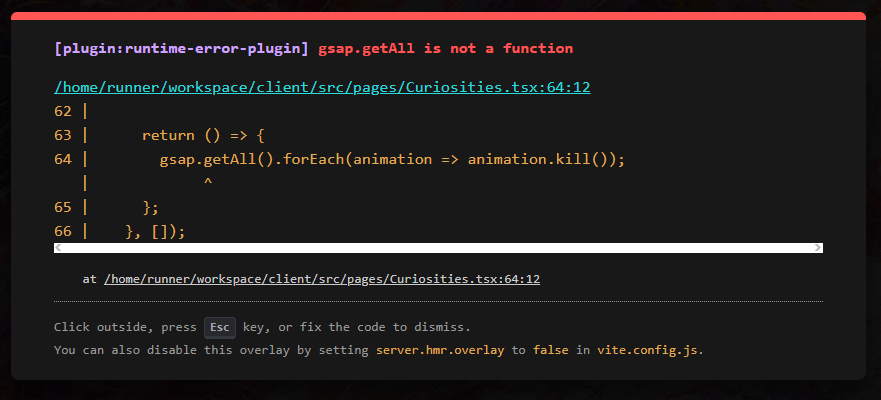 [plugin:runtime-error-plugin] gsap.getAll is not a function
/home/runner/workspace/client/src/pages/Curiosities.tsx:64:12
62 |
63 |      return () => {
64 |        gsap.getAll().forEach(animation => animation.kill());
   |             ^
65 |      };
66 |    }, []);
at /home/runner/workspace/client/src/pages/Curiosities.tsx:64:12
Click outside, press Esc key, or fix the code to dismiss.
You can also disable this overlay by setting server.hmr.overlay to false in vite.config.js.